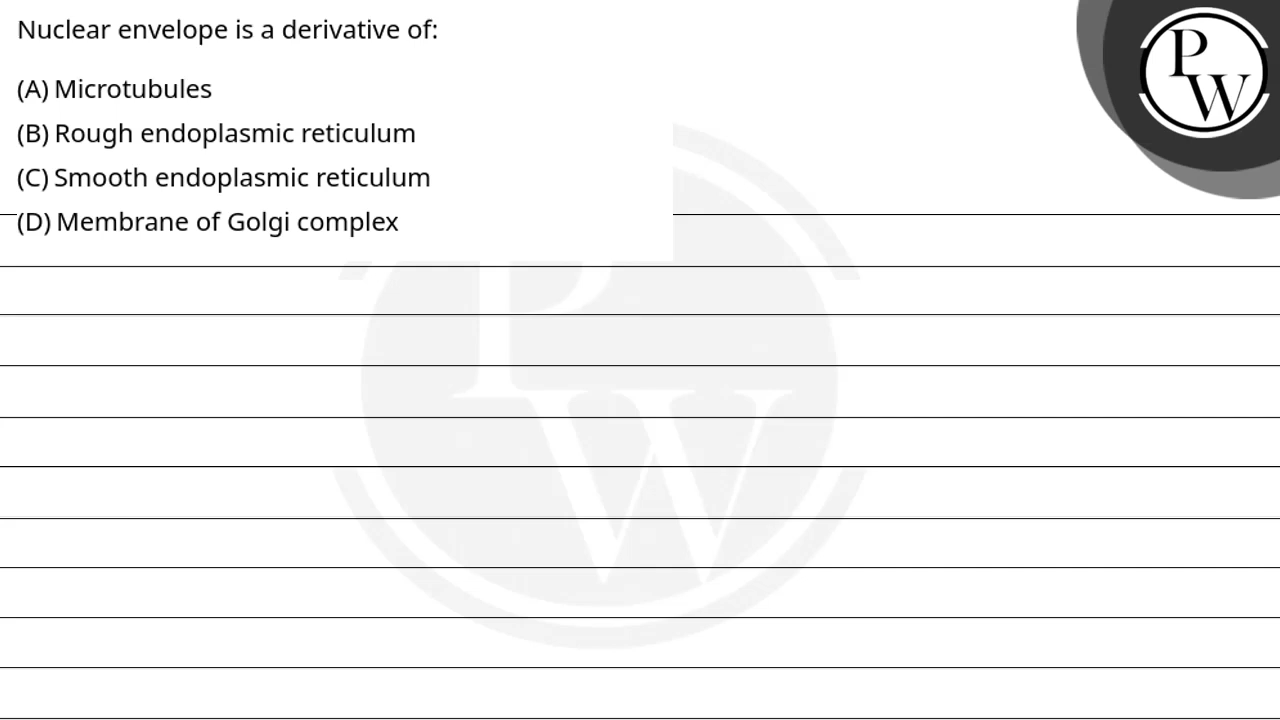 Nuclear envelope is a derivative of:
(A) Microtubules
(B) Rough endoplasmic reticulum
(C) Smooth endoplasmic reticulum
(D) Membrane of Golgi complex
P
W
P
W